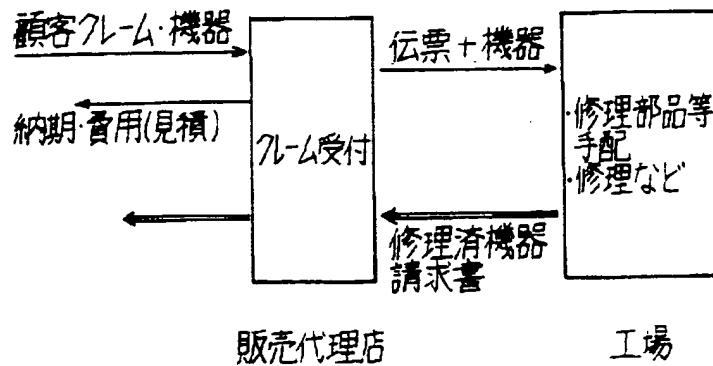 顧客クレーム・機器
納期・費用(見積)
クレーム受付
伝票+機器
修理済機器
請求書
・修理部品等
手配
・修理など
販売代理店
工場